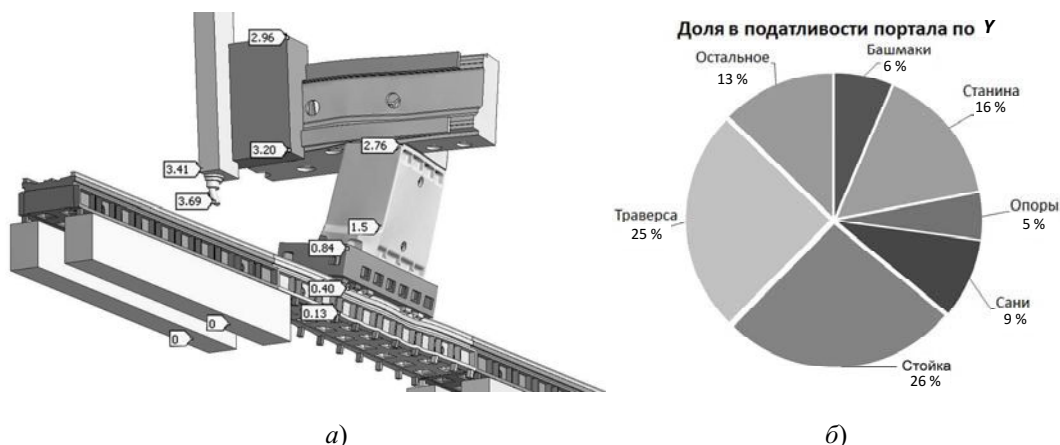 2.96
3.20
2.76
3.41
3.69
1.5
0.84
0.40
0.13
0
0
а)
Доля в податливости портала по Y
Башмаки
6 %
Остальное
13 %
Станина
16 %
Опоры
5 %
Траверса
25 %
Сани
9 %
Стойка
26 %
б)